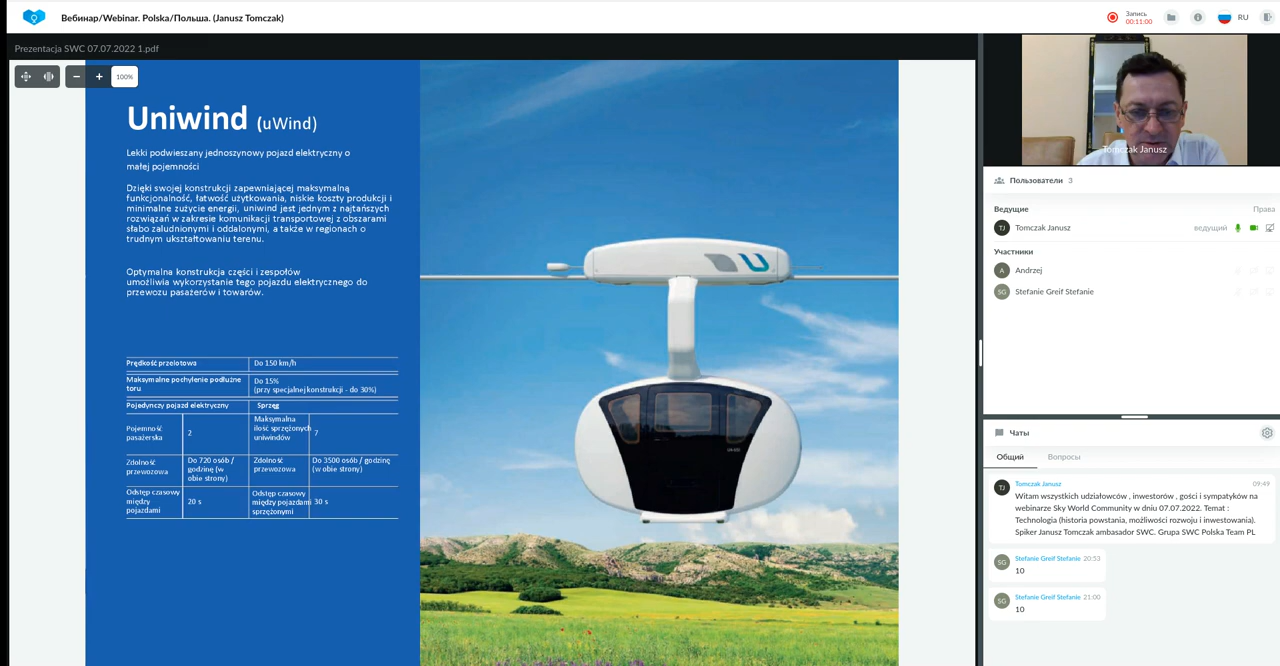 Вебинар/Webinar. Polska/Польша. (Janusz Tomczak)
Запись
00:11:00
RU
Prezentacja SWC 07.07.2022 1.pdf
100%
Uniwind (uWind)
Lekki podwieszany jednoszynowy pojazd elektryczny o
małej pojemności
Dzięki swojej konstrukcji zapewniającej maksymalną
funkcjonalność, łatwość użytkowania, niskie koszty produkcji i
minimalne zużycie energii, uniwind jest jednym z najtańszych
rozwiązań w zakresie komunikacji transportowej z obszarami
słabo zaludnionymi i oddalonymi, a także w regionach o
trudnym ukształtowaniu terenu.
Optymalna konstrukcja części i zespołów
umożliwia wykorzystanie tego pojazdu elektrycznego do
przewozu pasażerów i towarów.
Prędkość przelotowa
Do 150 km/h
Maksymalne pochylenie podłużne
toru
Do 15%
(przy specjalnej konstrukcji - do 30%)
Pojedynczy pojazd elektryczny
Sprzęg
Pojemność
pasażerska
2
Maksymalna
ilość sprzężonych
uniwindów
7
Zdolność
przewozowa
Do 720 osób /
godzinę (w
obie strony)
Zdolność
przewozowa
Do 3500 osób / godzinę
(w obie strony)
Odstęp czasowy
między
pojazdami
20 s
Odstęp czasowy
między pojazdami
sprzężonymi
30 s
Tomczak Janusz
Пользователи 3
Ведущие
Права
TJ
Tomczak Janusz
ведущий
Участники
A
Andrzej
SG
Stefanie Greif Stefanie
Чаты
Общий
Вопросы
TJ
Tomczak Janusz
09:49
Witam wszystkich udziałowców , inwestorów , gości i sympatyków na
webinarze Sky World Community w dniu 07.07.2022. Temat :
Technologia (historia powstania, możliwości rozwoju i inwestowania).
Spiker Janusz Tomczak ambasador SWC. Grupa SWC Polska Team PL
SG
Stefanie Greif Stefanie 20:53
10
SG
Stefanie Greif Stefanie 21:00
10